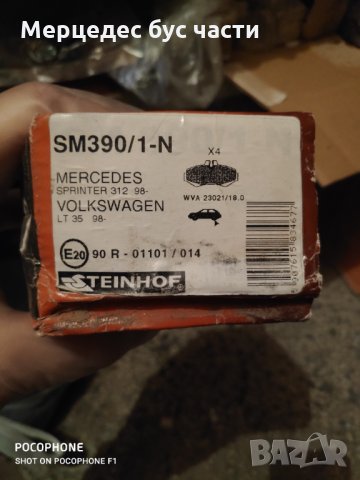 Мерцедес бус части
SM390/1-N
X4
MERCEDES
SPRINTER 312 98-
VOLKSWAGEN
LT 35 98-
WVA 23021/18.0
E20 90 R - 01101 / 014
STEINHOF
POCOPHONE
SHOT ON POCOPHONE F1
BAZAR